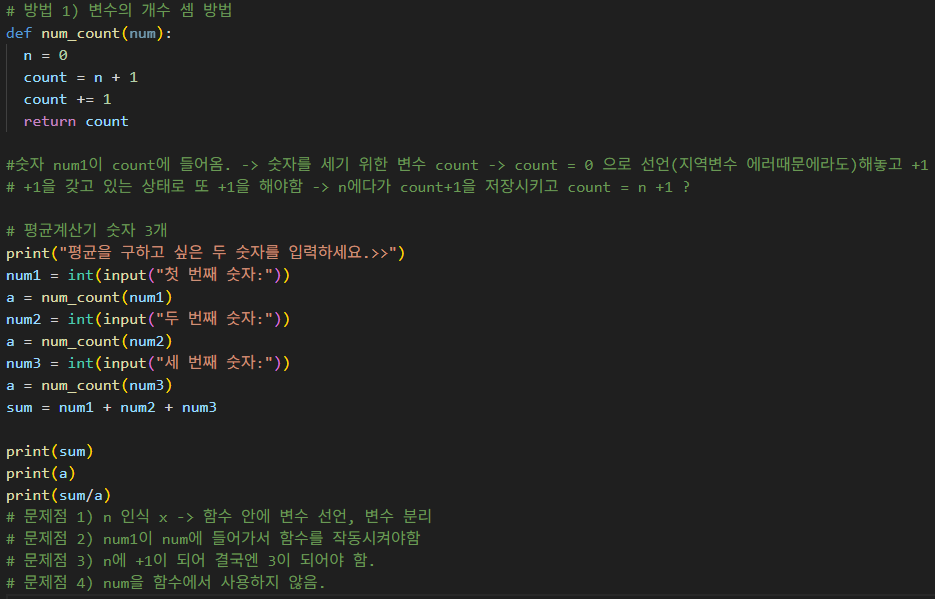 # 방법 1) 변수의 개수 셈 방법
def num_count(num):
  n = 0
  count = n + 1
  count += 1
  return count
#숫자 num1이 count에 들어옴. -> 숫자를 세기 위한 변수 count -> count = 0 으로 선언(지역변수 에러때문에라도)해놓고 +1
# +1을 갖고 있는 상태로 또 +1을 해야함 -> n에다가 count+1을 저장시키고 count = n +1 ?
# 평균계산기 숫자 3개
print("평균을 구하고 싶은 두 숫자를 입력하세요.>>")
num1 = int(input("첫 번째 숫자:"))
a = num_count(num1)
num2 = int(input("두 번째 숫자:"))
a = num_count(num2)
num3 = int(input("세 번째 숫자:"))
a = num_count(num3)
sum = num1 + num2 + num3
print(sum)
print(a)
print(sum/a)
# 문제점 1) n 인식 x -> 함수 안에 변수 선언, 변수 분리
# 문제점 2) num1이 num에 들어가서 함수를 작동시켜야함
# 문제점 3) n에 +1이 되어 결국엔 3이 되어야 함.
# 문제점 4) num을 함수에서 사용하지 않음.